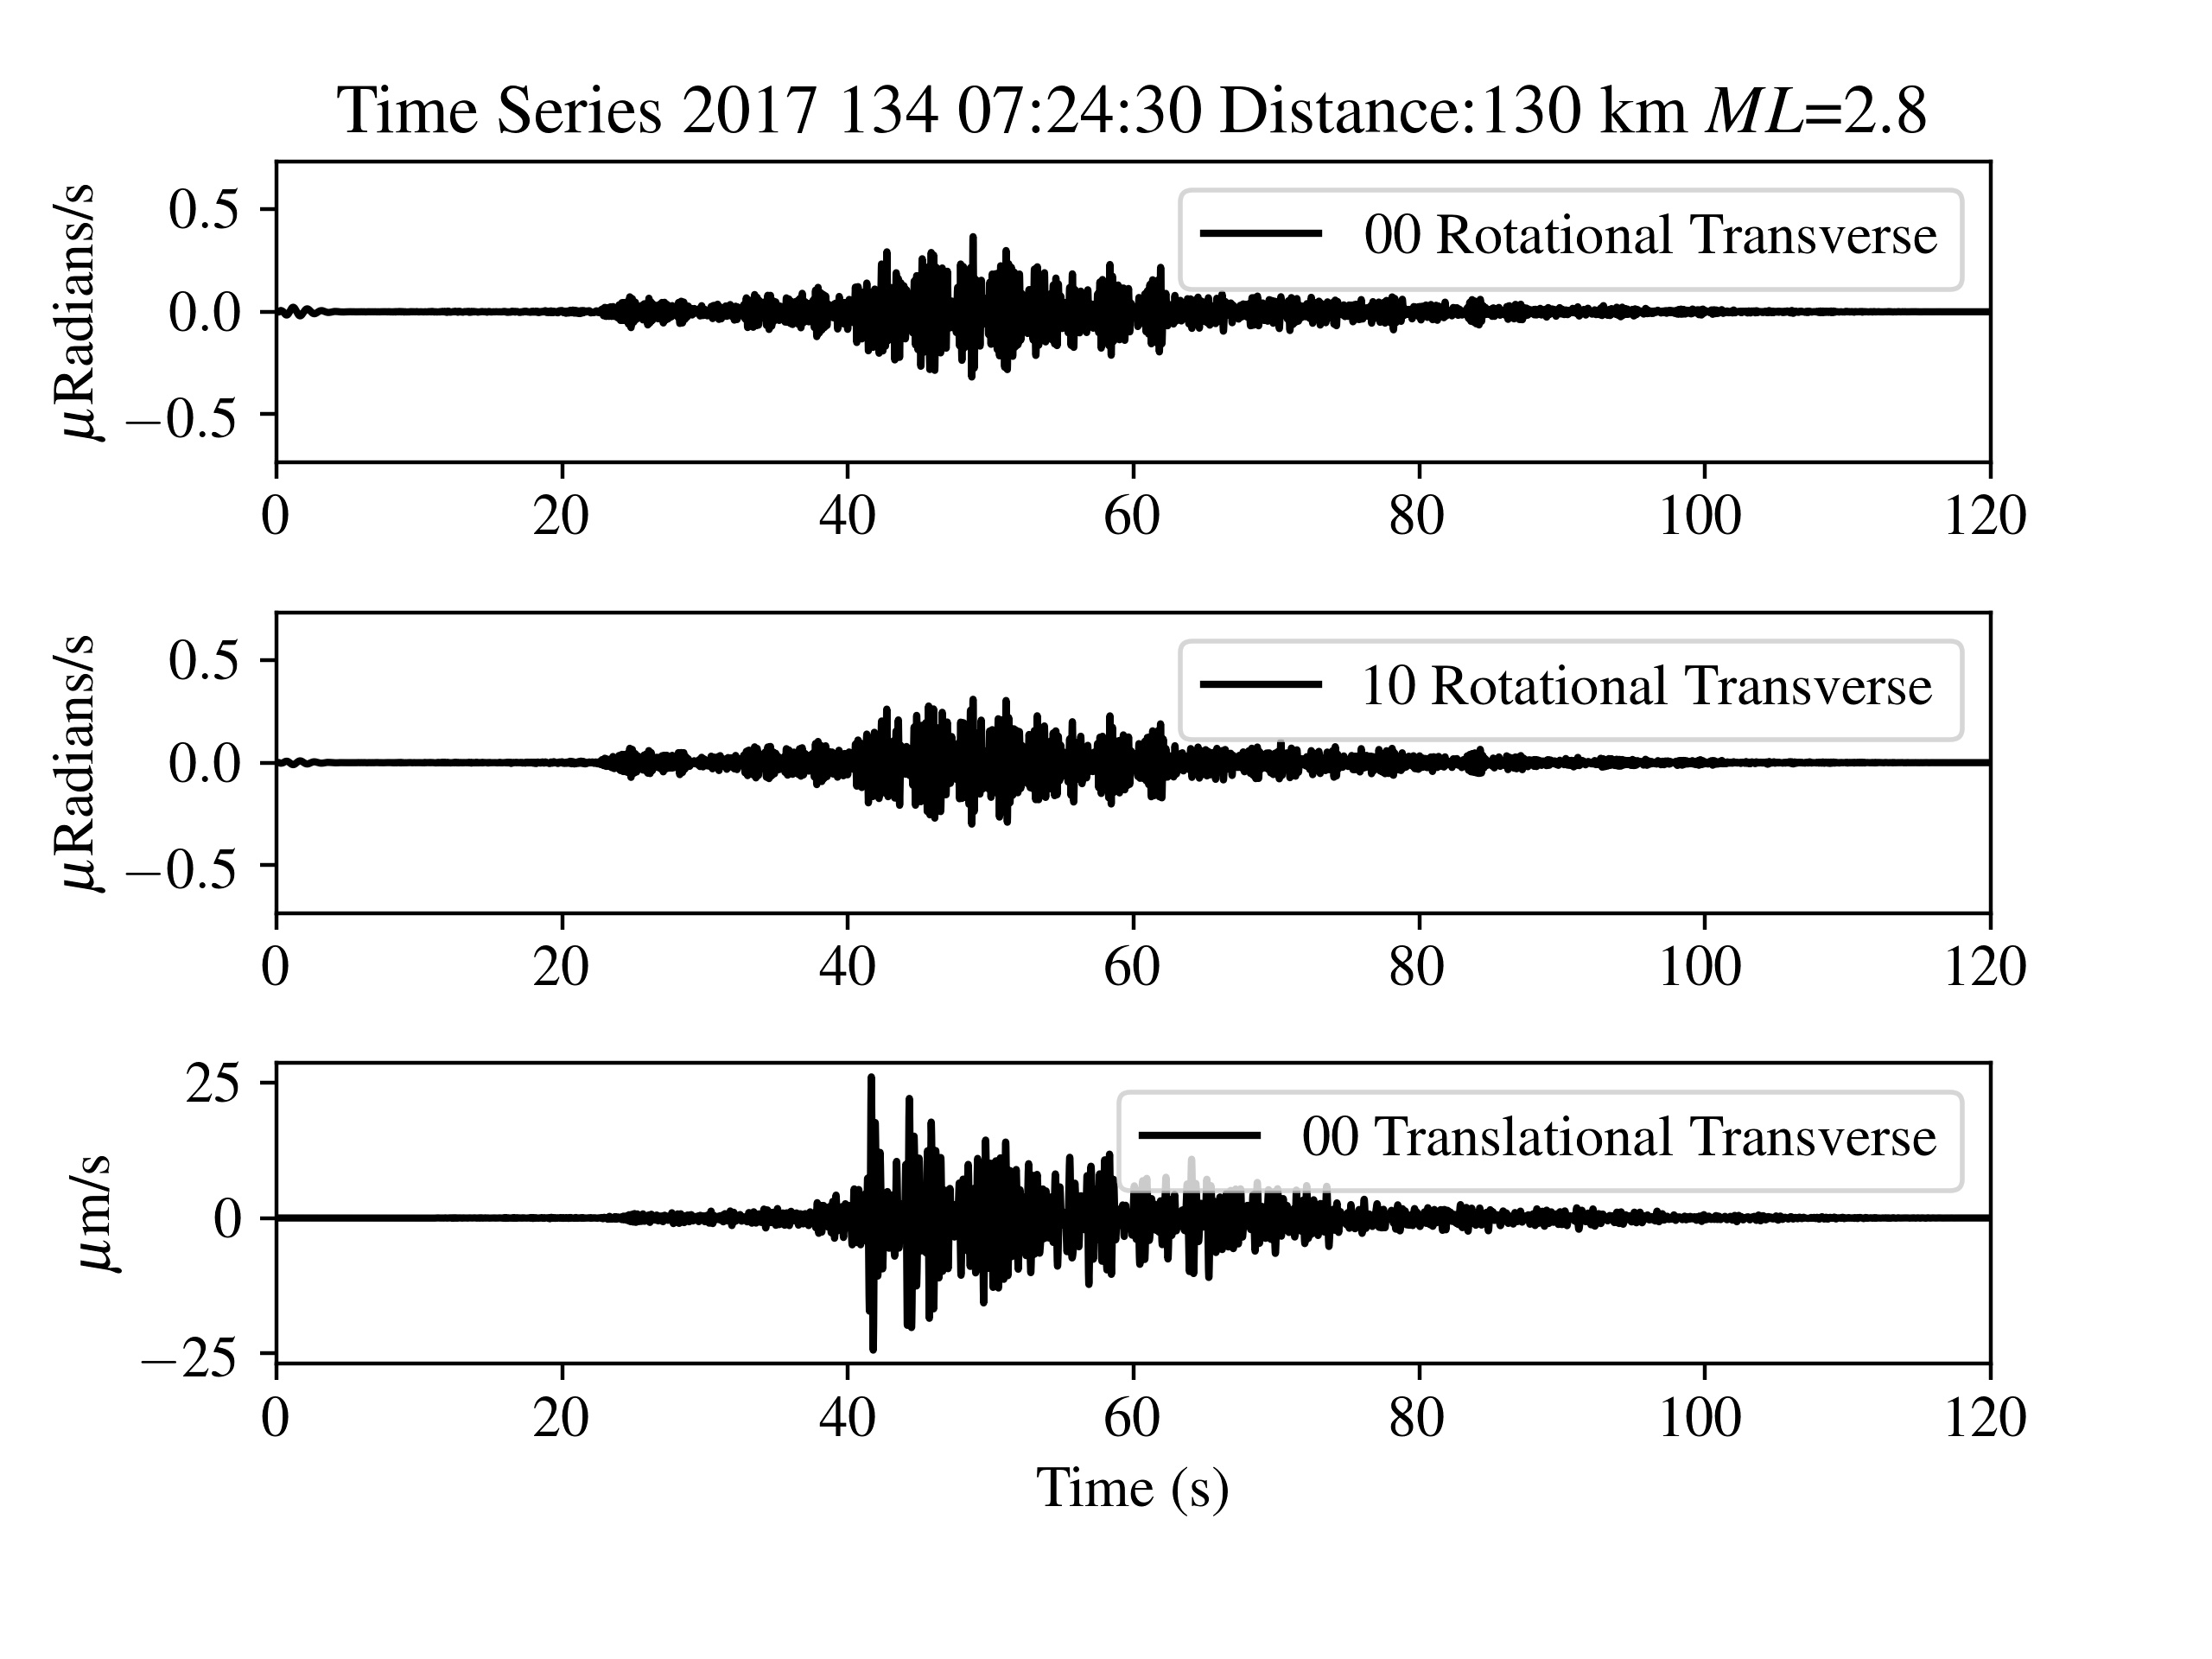 Time Series 2017 134 07:24:30 Distance:130 km ML=2.8
µRadians/s
0.5
0.0
−0.5
00 Rotational Transverse
0 20 40 60 80 100 120
µRadians/s
0.5
0.0
−0.5
10 Rotational Transverse
0 20 40 60 80 100 120
µm/s
25
0
−25
00 Translational Transverse
0 20 40 60 80 100 120
Time (s)